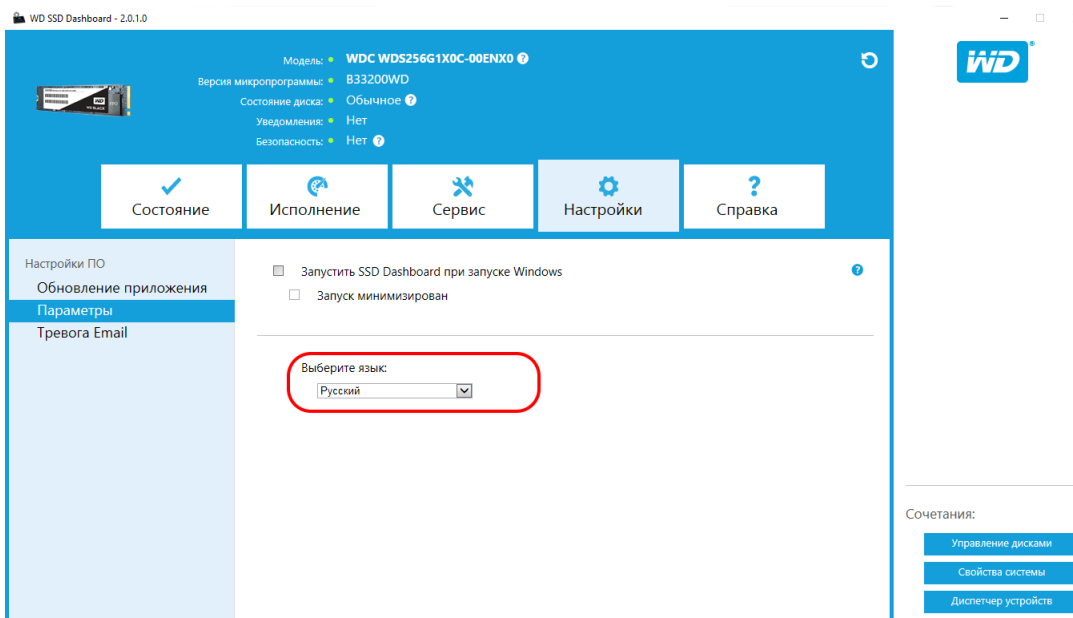 WD SSD Dashboard - 2.0.1.0
Модель: WDC WDS256G1X0C-00ENX0 ?
Версия микропрограммы: B33200WD
Состояние диска: Обычное ?
Уведомления: Нет
Безопасность: Нет ?
WD
Состояние
Исполнение
Сервис
Настройки
Справка
Настройки ПО
Обновление приложения
Параметры
Тревога Email
Запустить SSD Dashboard при запуске Windows
Запуск минимизирован
Выберите язык:
Русский
Сочетания:
Управление дисками
Свойства системы
Диспетчер устройств